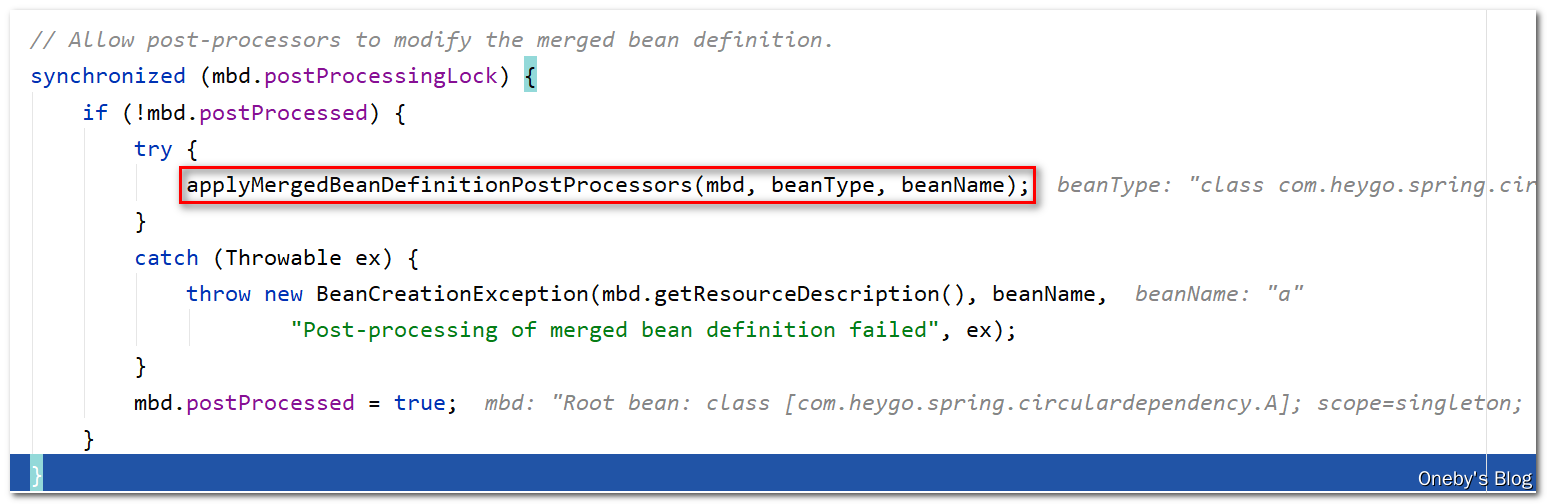 // Allow post-processors to modify the merged bean definition.
synchronized (mbd.postProcessingLock) {
if (!mbd.postProcessed) {
try {
applyMergedBeanDefinitionPostProcessors(mbd, beanType, beanName); beanType: "class com.heygo.spring.cir
}
catch (Throwable ex) {
throw new BeanCreationException(mbd.getResourceDescription(), beanName, beanName: "a"
"Post-processing of merged bean definition failed", ex);
}
mbd.postProcessed = true; mbd: "Root bean: class [com.heygo.spring.circulardependency.A]; scope=singleton;
}
}
Oneby's Blog